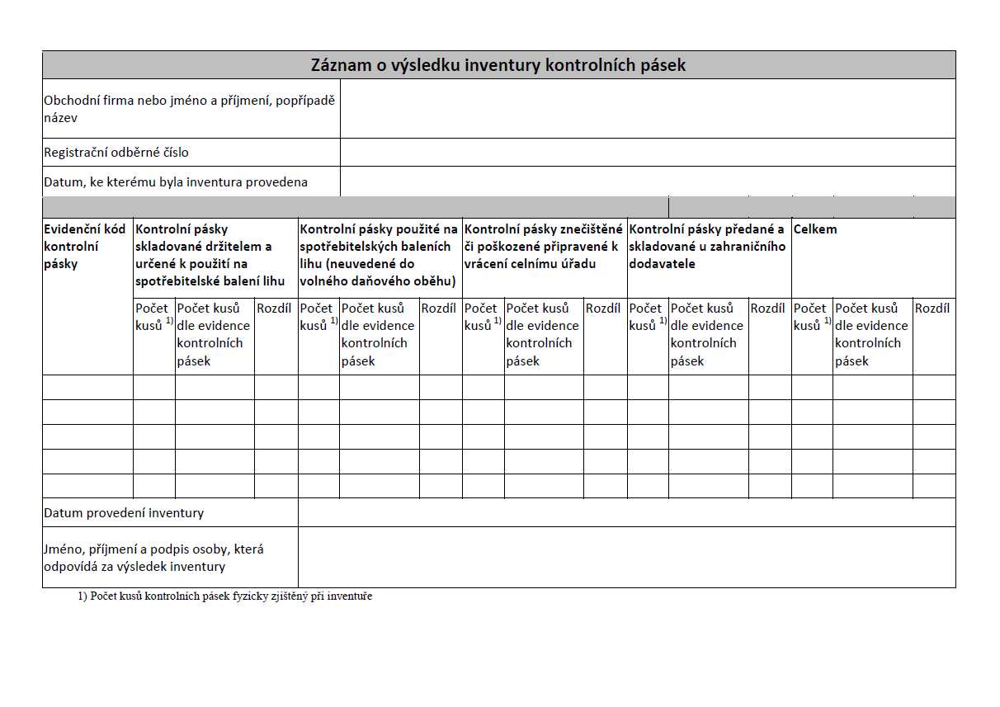 Záznam o výsledku inventury kontrolních pásek
Obchodní firma nebo jméno a příjmení, popřípadě
název
Registrační odběrné číslo
Datum, ke kterému byla inventura provedena
Evidenční kód
kontrolní
pásky
Kontrolní pásky
skladované držitelem a
určené k použití na
spotřebitelské balení lihu
Kontrolní pásky použité na
spotřebitelských baleních
lihu (neuvedené do
volného daňového oběhu)
Kontrolní pásky znečištěné
či poškozené připravené k
vrácení celnímu úřadu
Kontrolní pásky předané a
skladované u zahraničního
dodavatele
Celkem
Počet
kusů 1)
Počet kusů
dle evidence
kontrolních
pásek
Rozdíl
Počet
kusů 1)
Počet kusů
dle evidence
kontrolních
pásek
Rozdíl
Počet
kusů 1)
Počet kusů
dle evidence
kontrolních
pásek
Rozdíl
Počet
kusů 1)
Počet kusů
dle evidence
kontrolních
pásek
Rozdíl
Počet
kusů 1)
Počet kusů
dle evidence
kontrolních
pásek
Rozdíl
Datum provedení inventury
Jméno, příjmení a podpis osoby, která
odpovídá za výsledek inventury
1) Počet kusů kontrolních pásek fyzicky zjištěný při inventuře